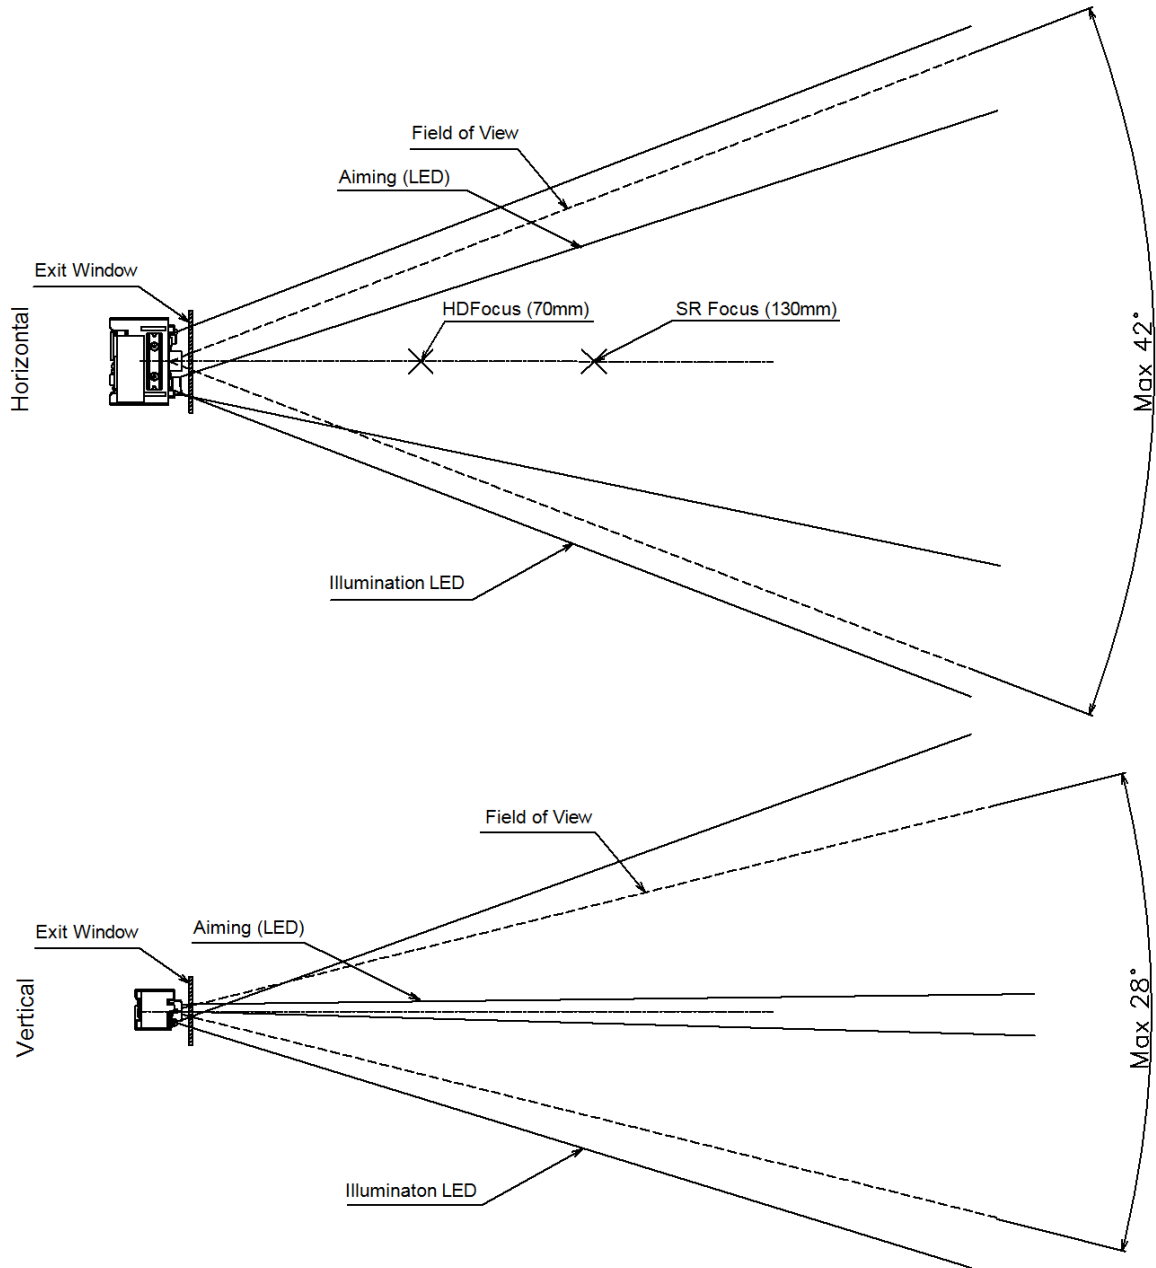 Field of View
Aiming (LED)
Exit Window
HDFocus (70mm)
SR Focus (130mm)
Horizontal
Max 42°
Illumination LED
Field of View
Aiming (LED)
Exit Window
Vertical
Max 28°
Illuminaton LED